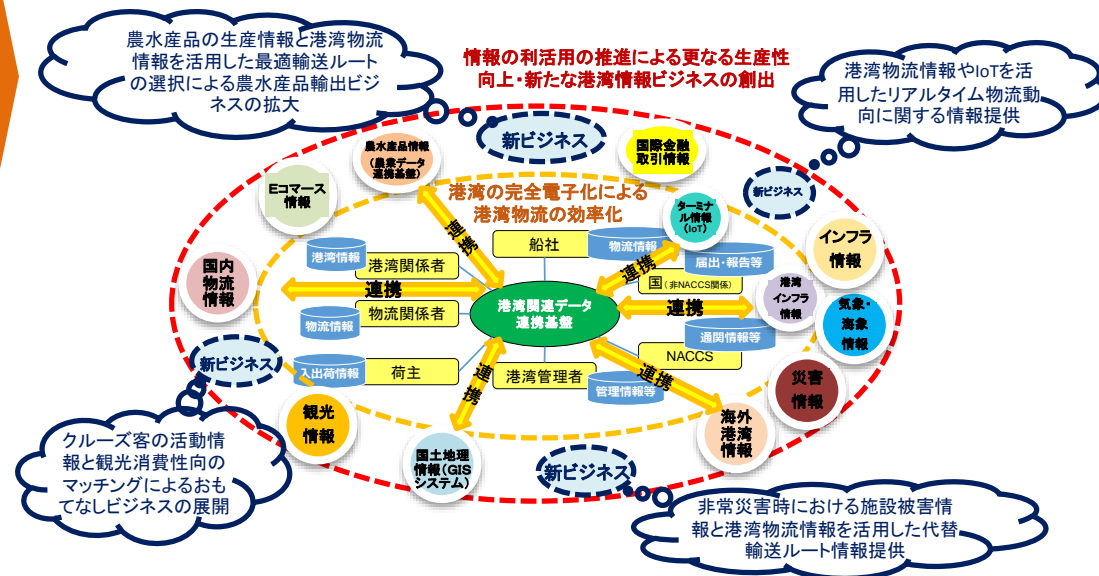 農水産品の生産情報と港湾物流
情報を活用した最適輸送ルート
の選択による農水産品輸出ビジ
ネスの拡大
情報の利活用の推進による更なる生産性
向上・新たな港湾情報ビジネスの創出
港湾物流情報やIoTを活
用したリアルタイム物流動
向に関する情報提供
新ビジネス
国際金融
取引情報
農水産品情報
(農業データ
連携基盤)
Eコマース
情報
新ビジネス
港湾の完全電子化による
港湾物流の効率化
ターミナ
ル情報
(IoT)
連携
船社
物流情報
インフラ
情報
港湾情報
港湾関係者
連携
届出・報告等
国(非NACCS関係)
国内
物流
情報
連携
港湾関連データ
連携基盤
連携
港湾
インフラ
情報
気象・
海象
情報
物流情報
物流関係者
通関情報等
NACCS
新ビジネス
入出荷情報
荷主
連携
港湾管理者
連携
管理情報等
災害
情報
観光
情報
海外
港湾
情報
国土地理
情報(GIS
システム)
新ビジネス
クルーズ客の活動情
報と観光消費性向の
マッチングによるおも
てなしビジネスの展開
非常災害時における施設被害情
報と港湾物流情報を活用した代替
輸送ルート情報提供